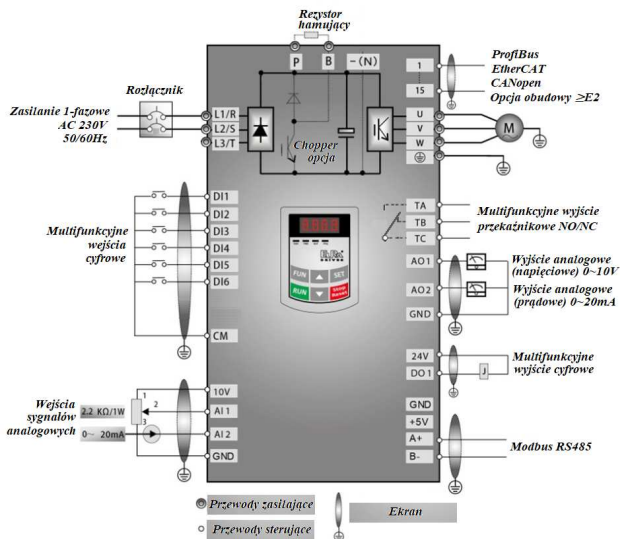 Rezystor
hamujący
P
B
-(N)
Rozłącznik
Zasilanie 1-fazowe
AC 230V
50/60Hz
L1/R
L2/S
L3/T
Chopper
opcja
1
15
ProfiBus
EtherCAT
CANopen
Opcja obudowy ≥E2
U
V
W
M
Multifunkcyjne
wejścia
cyfrowe
DI1
DI2
DI3
DI4
DI5
DI6
CM
FUN
SET
RUN
TA
TB
TC
Multifunkcyjne wyjście
przekaźnikowe NO/NC
AO1
AO2
GND
Wyjście analogowe
(napięciowe) 0~10V
Wyjście analogowe
(prądowe) 0~20mA
24V
DO1
J
Multifunkcyjne
wyjście cyfrowe
Wejścia
sygnałów
analogowych
2.2 KΩ/1W
0~ 20mA
1
2
3
10V
AI1
AI2
GND
GND
+5V
A+
B-
Modbus RS485
Przewody zasilające
Przewody sterujące
Ekran